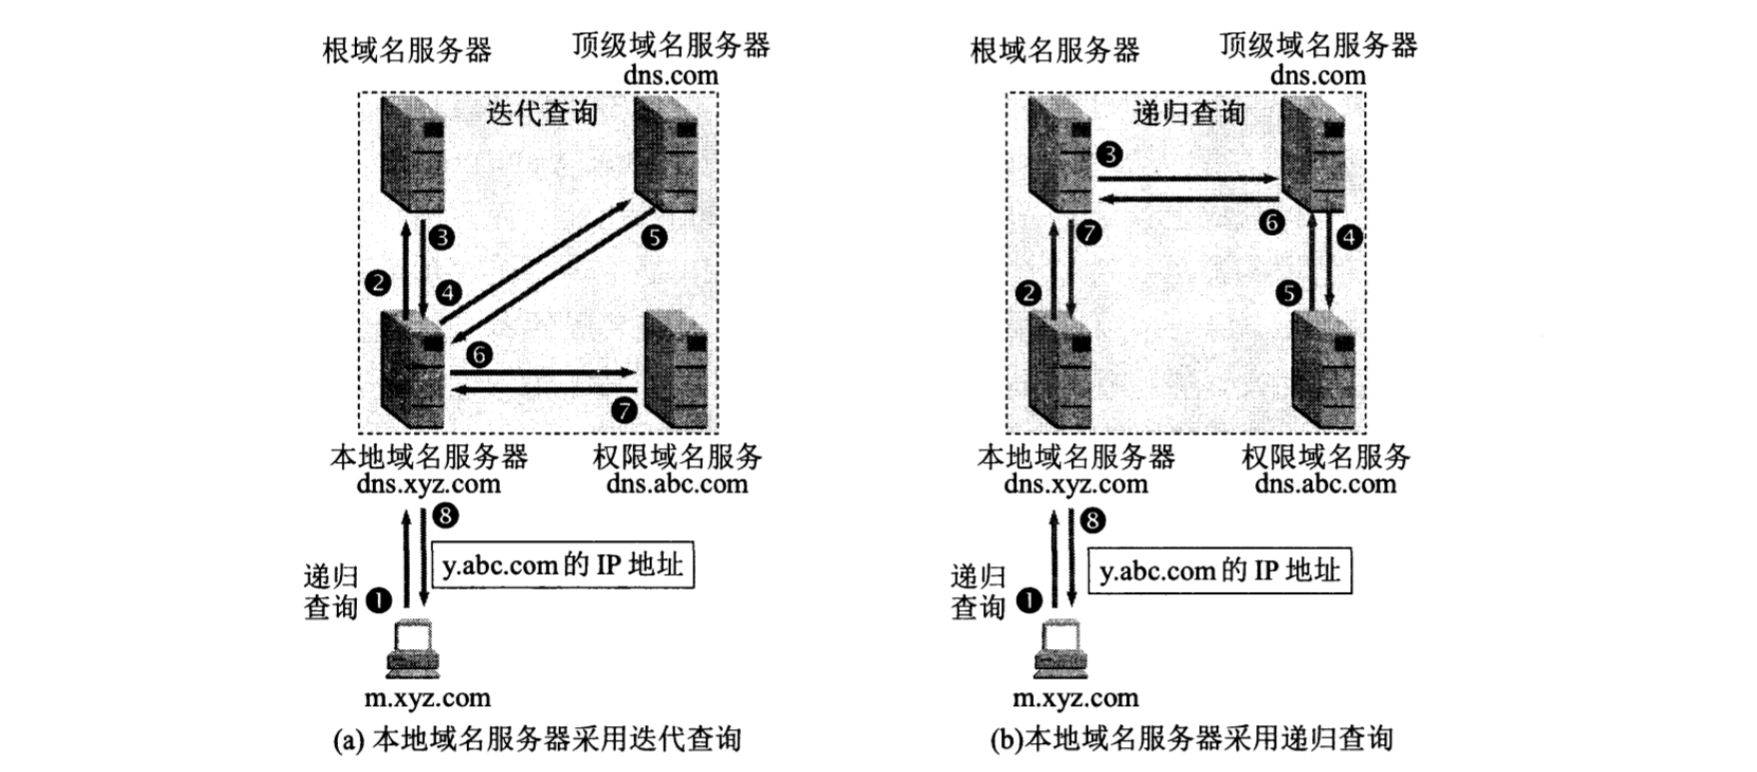 根域名服务器
顶级域名服务器
dns.com
迭代查询
❸
❺
❷
❹
❻
❼
本地域名服务器
dns.xyz.com
权限域名服务
dns.abc.com
❽
y.abc.com的 IP 地址
递归
查询
❶
m.xyz.com
(a) 本地域名服务器采用迭代查询
根域名服务器
顶级域名服务器
dns.com
递归查询
❸
❻
❼
❹
❷
❺
本地域名服务器
dns.xyz.com
权限域名服务
dns.abc.com
❽
y.abc.com的 IP 地址
递归
查询
❶
m.xyz.com
(b)本地域名服务器采用递归查询